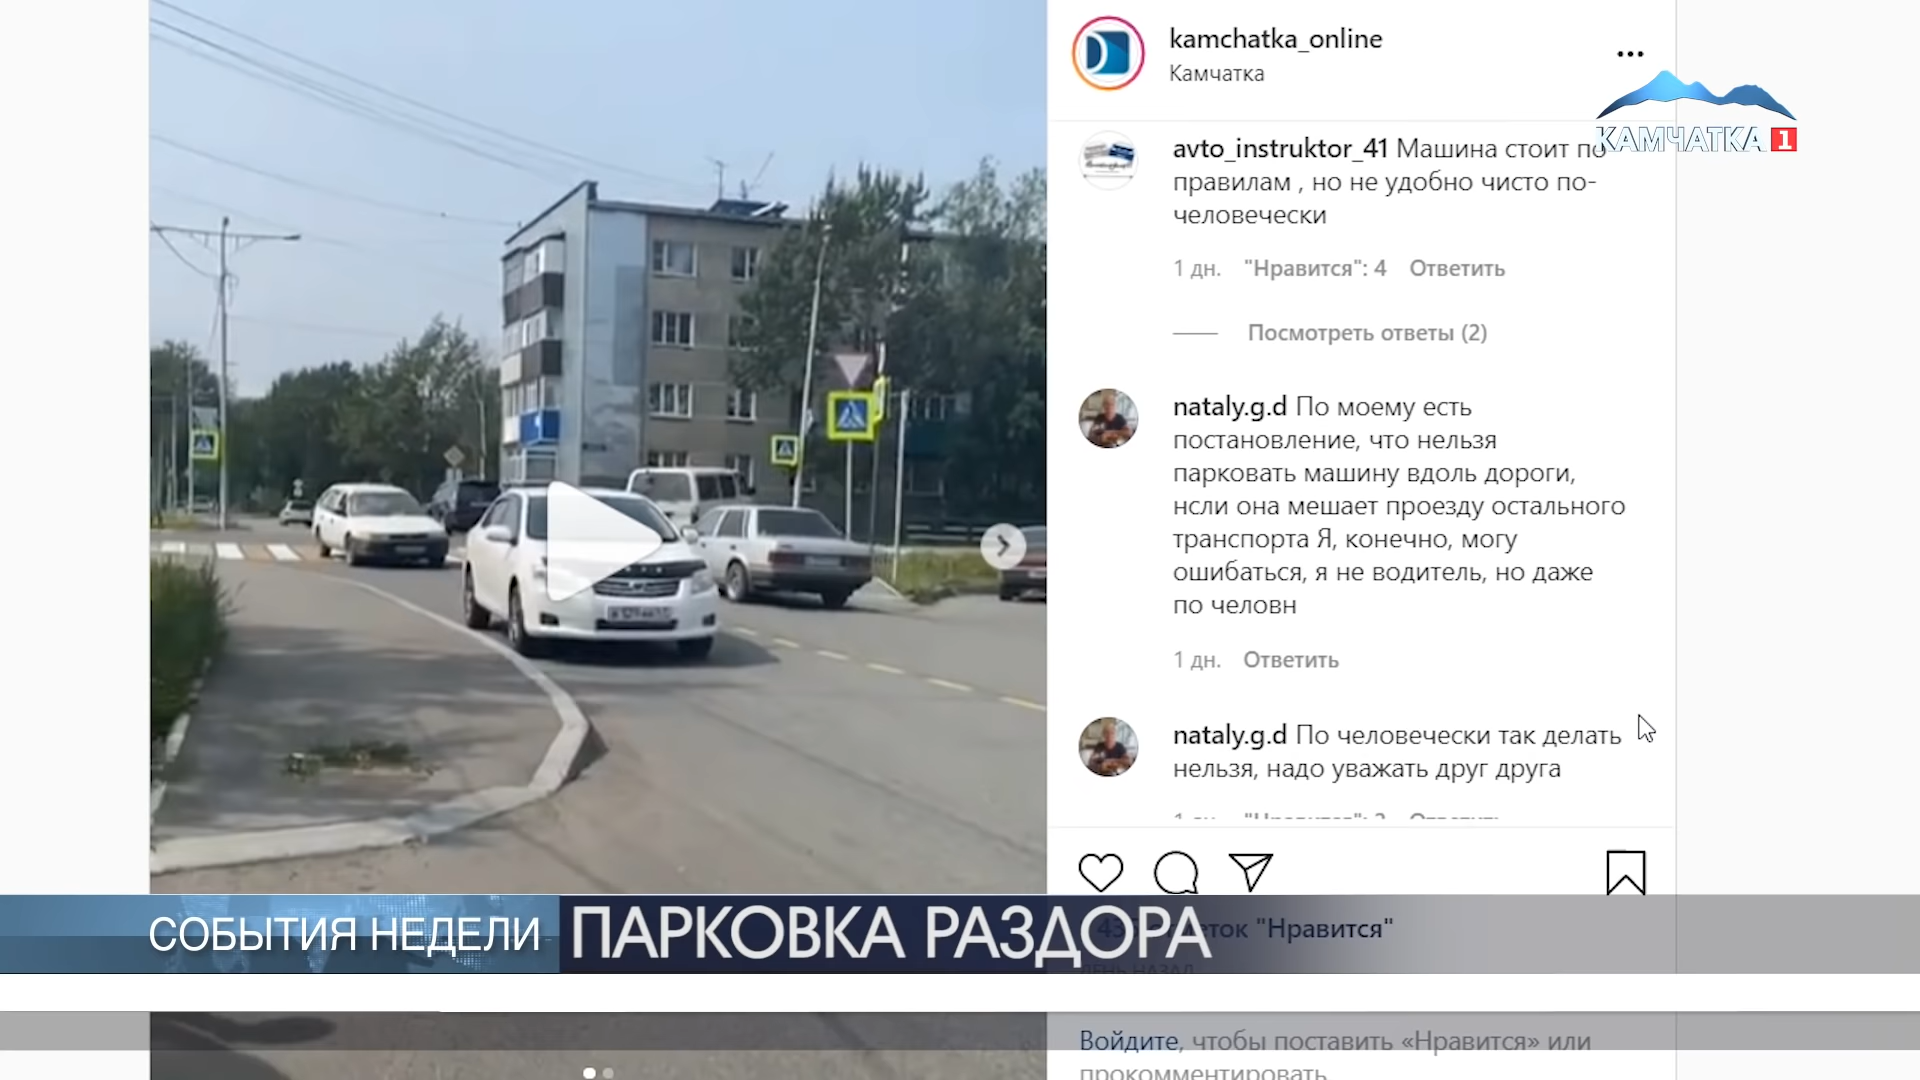 kamchatka_online
Камчатка
КАМЧАТКА 1
avto_instruktor_41 Машина стоит по
правилам , но не удобно чисто по-
человечески
1 дн. "Нравится": 4 Ответить
Посмотреть ответы (2)
nataly.g.d По моему есть
постановление, что нельзя
парковать машину вдоль дороги,
нсли она мешает проезду остального
транспорта Я, конечно, могу
ошибаться, я не водитель, но даже
по человн
1 дн. Ответить
nataly.g.d По человечески так делать
нельзя, надо уважать друг друга
СОБЫТИЯ НЕДЕЛИ
ПАРКОВКА РАЗДОРА
"Нравится"
Войдите, чтобы поставить «Нравится» или
прокомментировать